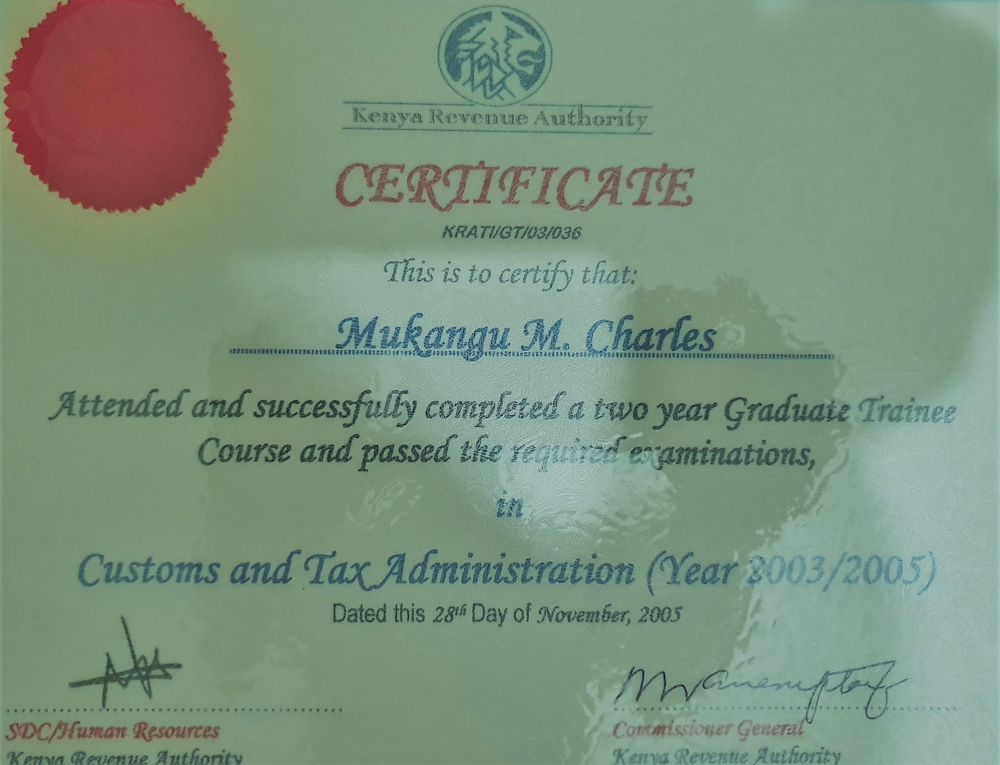 Kenya Revenue Authority
CERTIFICATE
KRATI/GT/03/036
This is to certify that:
Mukangu M. Charles
Attended and successfully completed a two year Graduate Trainee
Course and passed the required examinations,
in
Customs and Tax Administration (Year 2003/2005)
Dated this 28th Day of November, 2005
SDC/Human Resources
Commissioner General
Kenya Revenue Authority
Kenya Revenue Authority